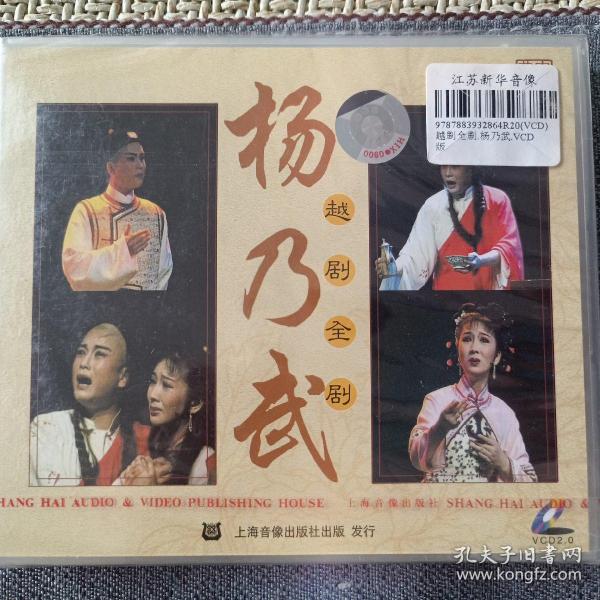 江苏新华音像
9787883932864R20(VCD)
越剧全剧.杨乃武.VCD
版
HJX●0900
杨乃武
越剧全剧
HANG HAI AUDIO & VIDEO PUBLISHING HOUSE 上海音像出版社 SHANG HAI AUDIO &
上海音像出版社出版 发行
VCD2.0
孔夫子旧书网
www.kongfz.com